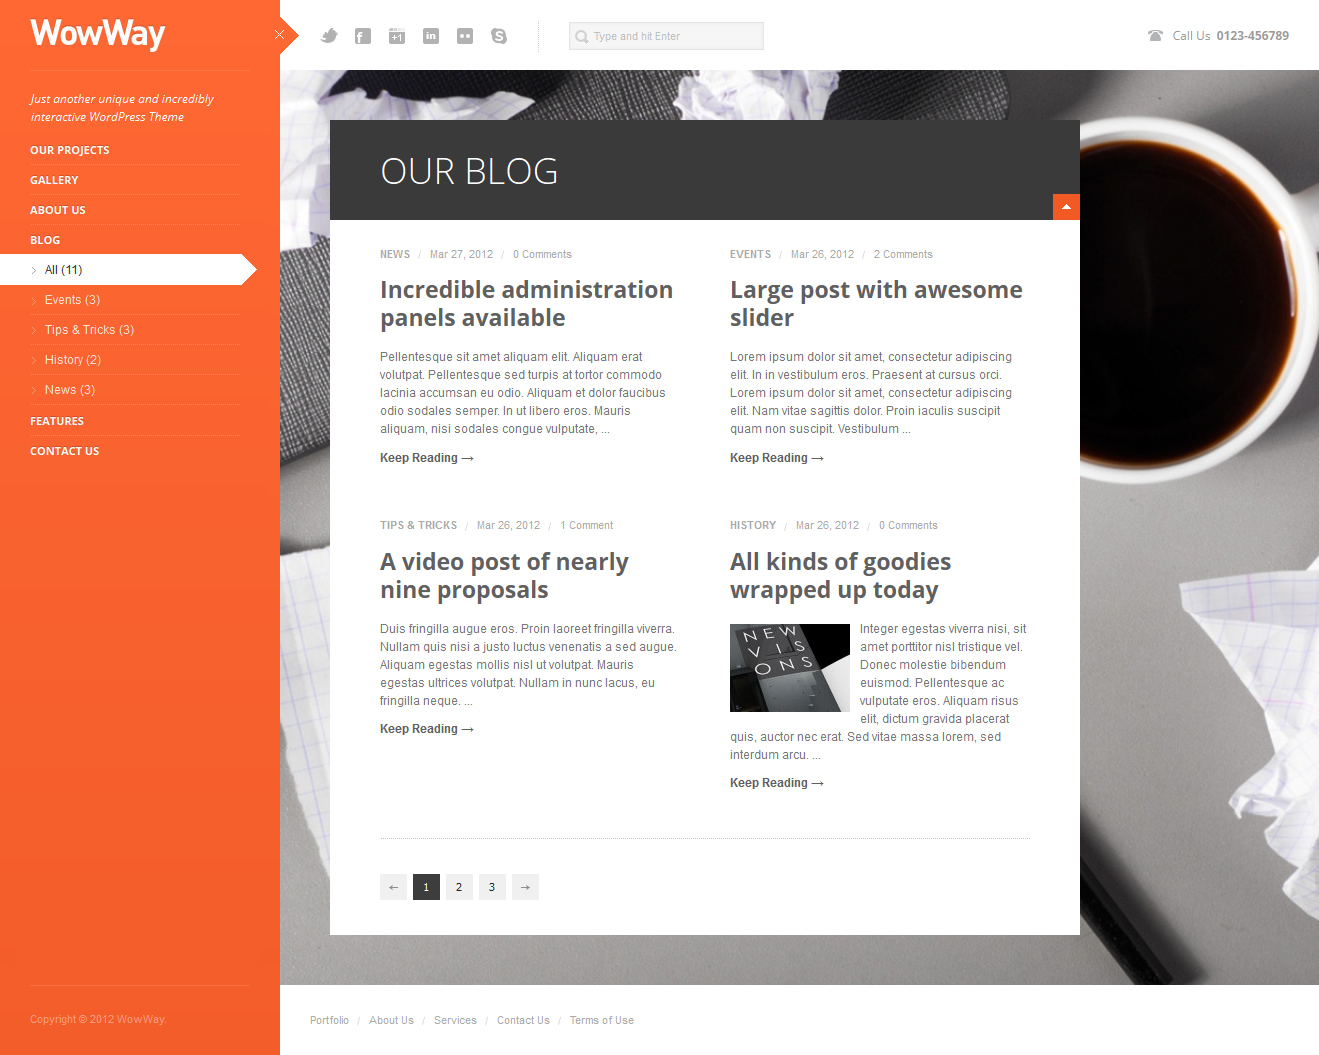 WowWay
Just another unique and incredibly
interactive WordPress Theme
OUR PROJECTS
GALLERY
ABOUT US
BLOG
All (11)
Events (3)
Tips & Tricks (3)
History (2)
News (3)
FEATURES
CONTACT US
Copyright © 2012 WowWay.
+1
in
Type and hit Enter
Call Us 0123-456789
OUR BLOG
NEWS / Mar 27, 2012 / 0 Comments
Incredible administration
panels available
Pellentesque sit amet aliquam elit. Aliquam erat
volutpat. Pellentesque sed turpis at tortor commodo
lacinia accumsan eu odio. Aliquam et dolor faucibus
odio sodales semper. In ut libero eros. Mauris
aliquam, nisi sodales congue vulputate, ...
Keep Reading →
EVENTS / Mar 26, 2012 / 2 Comments
Large post with awesome
slider
Lorem ipsum dolor sit amet, consectetur adipiscing
elit. In in vestibulum eros. Praesent at cursus orci.
Lorem ipsum dolor sit amet, consectetur adipiscing
elit. Nam vitae sagittis dolor. Proin iaculis suscipit
quam non suscipit. Vestibulum ...
Keep Reading →
TIPS & TRICKS / Mar 26, 2012 / 1 Comment
A video post of nearly
nine proposals
Duis fringilla augue eros. Proin laoreet fringilla viverra.
Nullam quis nisi a justo luctus venenatis a sed augue.
Aliquam egestas mollis nisl ut volutpat. Mauris
egestas ultrices volutpat. Nullam in nunc lacus, eu
fringilla neque. ...
Keep Reading →
HISTORY / Mar 26, 2012 / 0 Comments
All kinds of goodies
wrapped up today
NEW
VIS
IONS
Integer egestas viverra nisi, sit
amet porttitor nisl tristique vel.
Donec molestie bibendum
euismod. Pellentesque ac
vulputate eros. Aliquam risus
elit, dictum gravida placerat
quis, auctor nec erat. Sed vitae massa lorem, sed
interdum arcu. ...
Keep Reading →
← 1 2 3 →
Portfolio / About Us / Services / Contact Us / Terms of Use